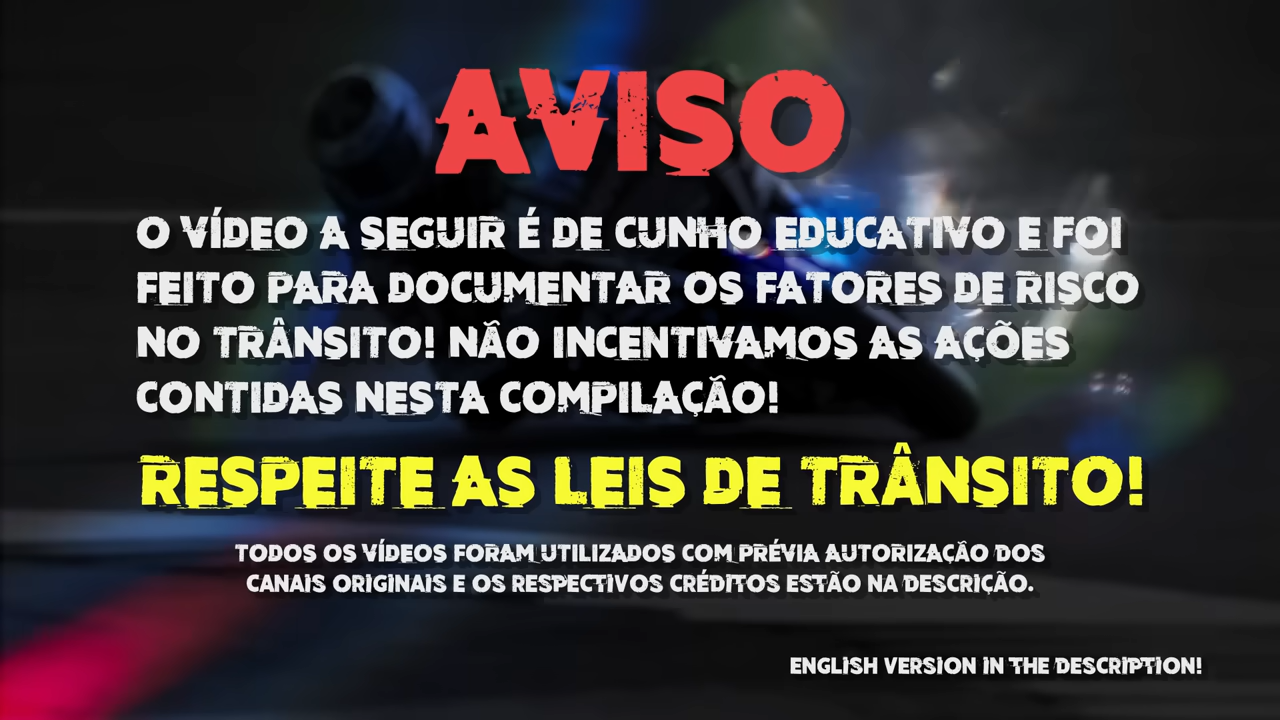 AVISO
O VÍDEO A SEGUIR É DE CUNHO EDUCATIVO E FOI
FEITO PARA DOCUMENTAR OS FATORES DE RISCO
NO TRÂNSITO! NÃO INCENTIVAMOS AS AÇÕES
CONTIDAS NESTA COMPILAÇÃO!
RESPEITE AS LEIS DE TRÂNSITO!
TODOS OS VÍDEOS FORAM UTILIZADOS COM PRÉVIA AUTORIZAÇÃO DOS
CANAIS ORIGINAIS E OS RESPECTIVOS CRÉDITOS ESTÃO NA DESCRIÇÃO.
ENGLISH VERSION IN THE DESCRIPTION!